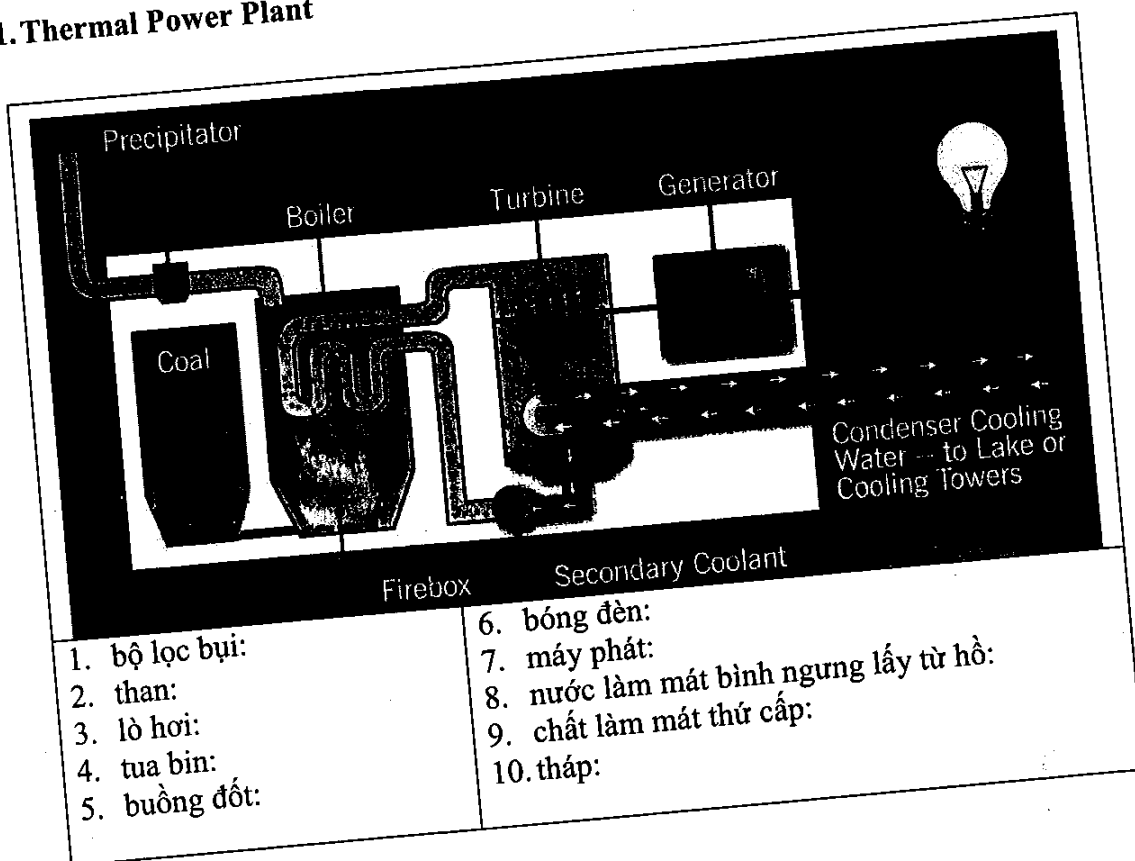 1. Thermal Power Plant
Precipitator
Boiler
Turbine
Generator
Coal
Condenser Cooling
Water -- to Lake or
Cooling Towers
Firebox
Secondary Coolant
1. bộ lọc bụi:
2. than:
3. lò hơi:
4. tua bin:
5. buồng đốt:
6. bóng đèn:
7. máy phát:
8. nước làm mát bình ngưng lấy từ hồ:
9. chất làm mát thứ cấp:
10. tháp: